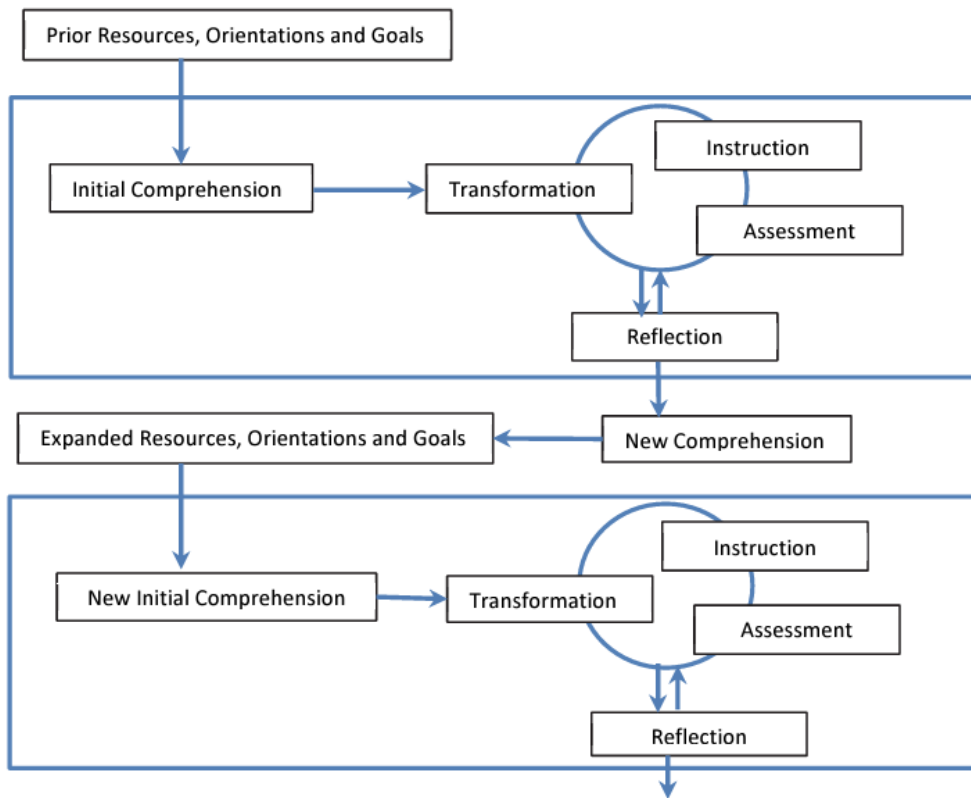 Prior Resources, Orientations and Goals
Instruction
Initial Comprehension
Transformation
Assessment
Reflection
Expanded Resources, Orientations and Goals
New Comprehension
Instruction
New Initial Comprehension
Transformation
Assessment
Reflection